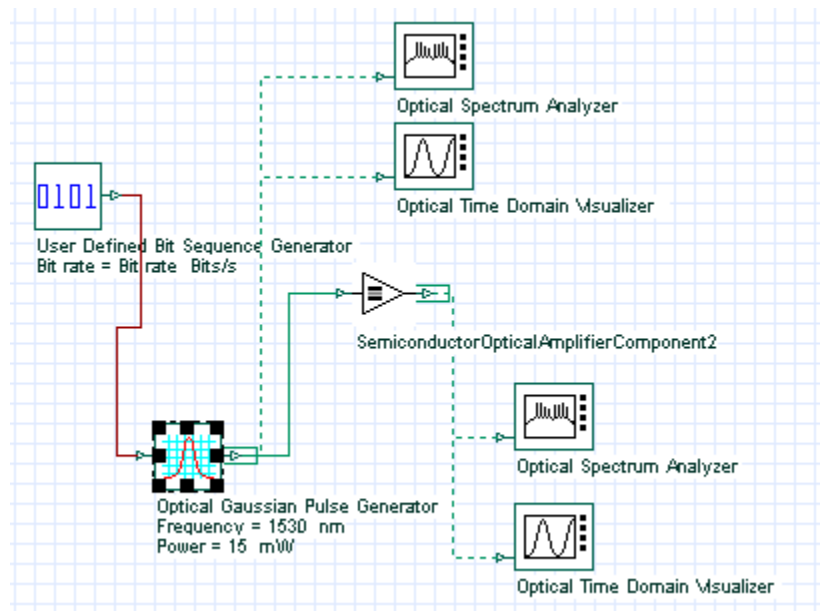 Optical Spectrum Analyzer
Optical Time Domain Visualizer
0101
User Defined Bit Sequence Generator
Bit rate = Bit rate Bits/s
SemiconductorOpticalAmplifierComponent2
Optical Spectrum Analyzer
Optical Gaussian Pulse Generator
Frequency = 1530 nm
Power = 15 mW
Optical Time Domain Visualizer